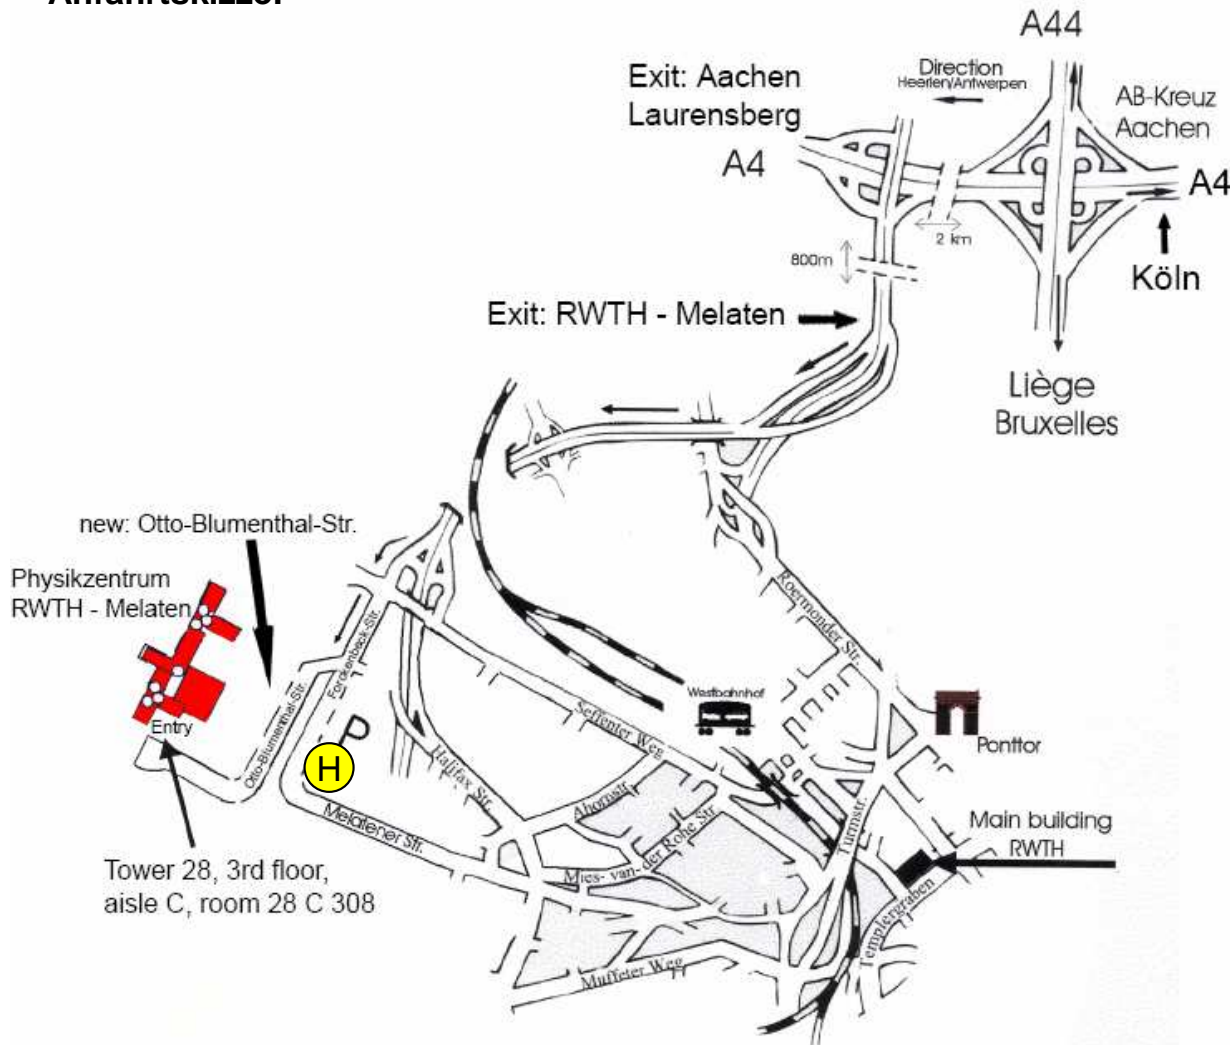 Anfahrtskizze:
A44
Exit: Aachen
Laurensberg
Direction
Heerlen/Antwerpen
AB-Kreuz
Aachen
A4
A4
2 km
800m
Köln
Exit: RWTH - Melaten
Liège
Bruxelles
new: Otto-Blumenthal-Str.
Physikzentrum
RWTH - Melaten
Roermonder Str.
Forckenbeck-Str.
Otto-Blumenthal-Str.
Westbahnhof
Seffenter Weg
Ponttor
Entry
P
H
Halifax Str.
Ahornstr.
Melatener Str.
Mies-van-der Rohe Str.
Turmstr.
Main building
RWTH
Tower 28, 3rd floor,
aisle C, room 28 C 308
Templergraben
Muffeter Weg